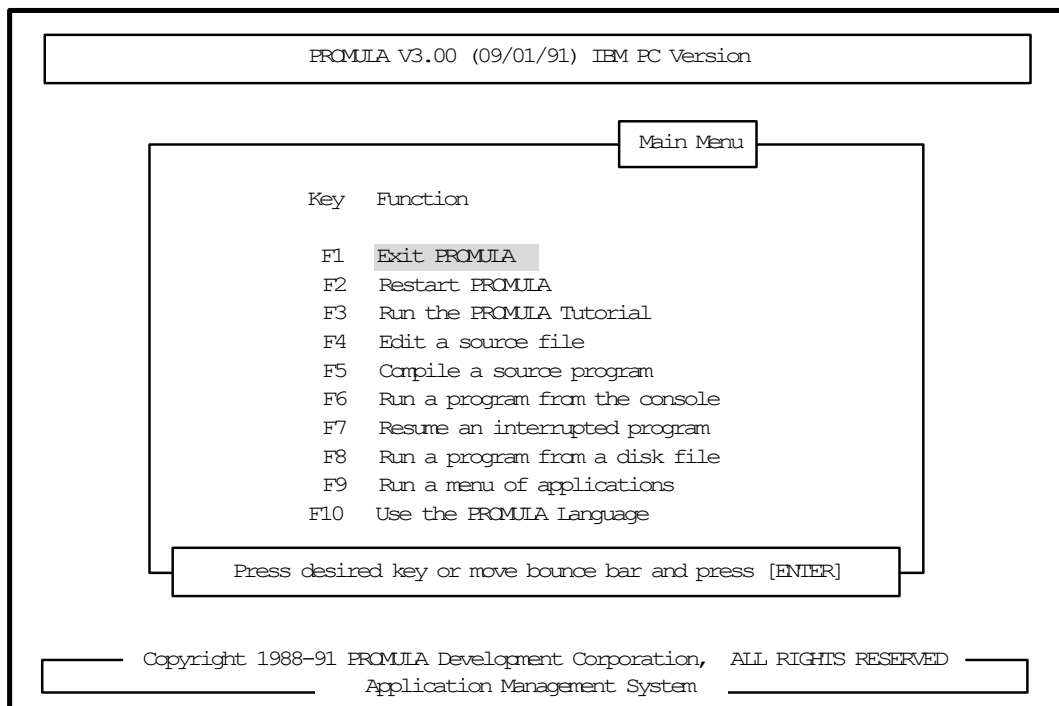 PROMULA V3.00 (09/01/91) IBM PC Version
Main Menu
Key Function
F1 Exit PROMULA
F2 Restart PROMULA
F3 Run the PROMULA Tutorial
F4 Edit a source file
F5 Compile a source program
F6 Run a program from the console
F7 Resume an interrupted program
F8 Run a program from a disk file
F9 Run a menu of applications
F10 Use the PROMULA Language
Press desired key or move bounce bar and press [ENTER]
Copyright 1988-91 PROMULA Development Corporation, ALL RIGHTS RESERVED
Application Management System